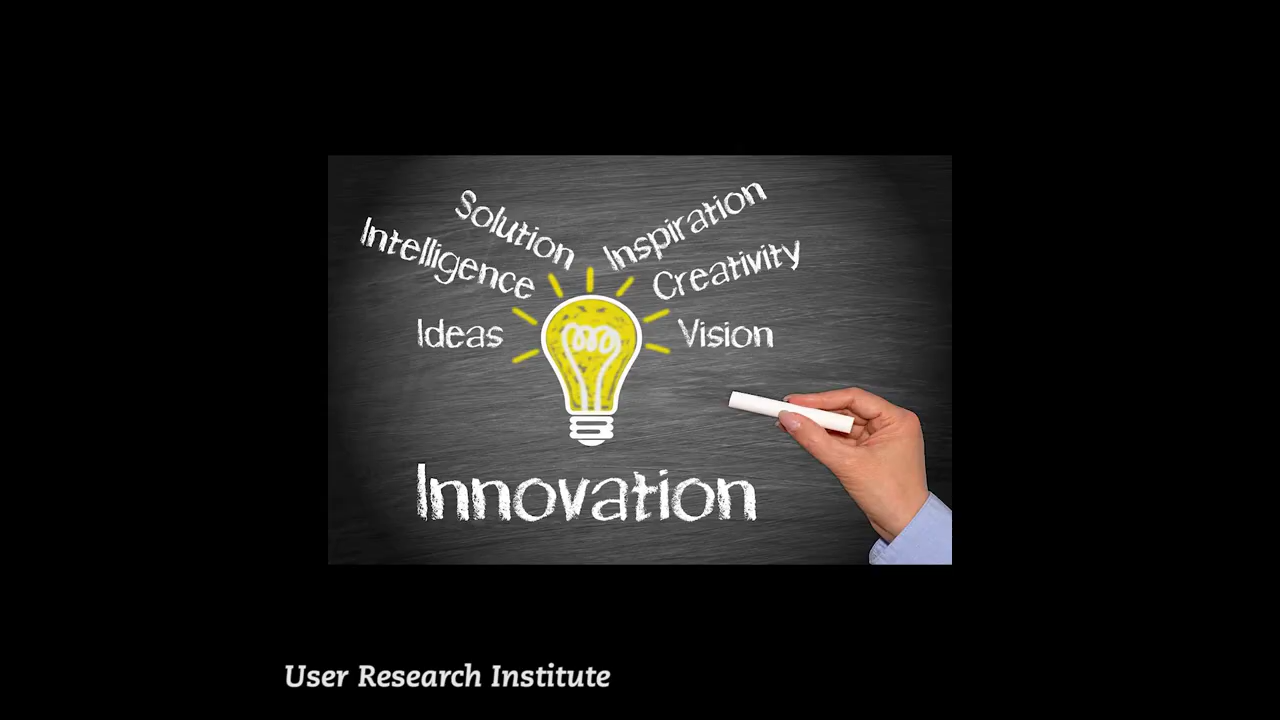 Solution
Inspiration
Intelligence
Creativity
Ideas
Vision
Innovation
User Research Institute